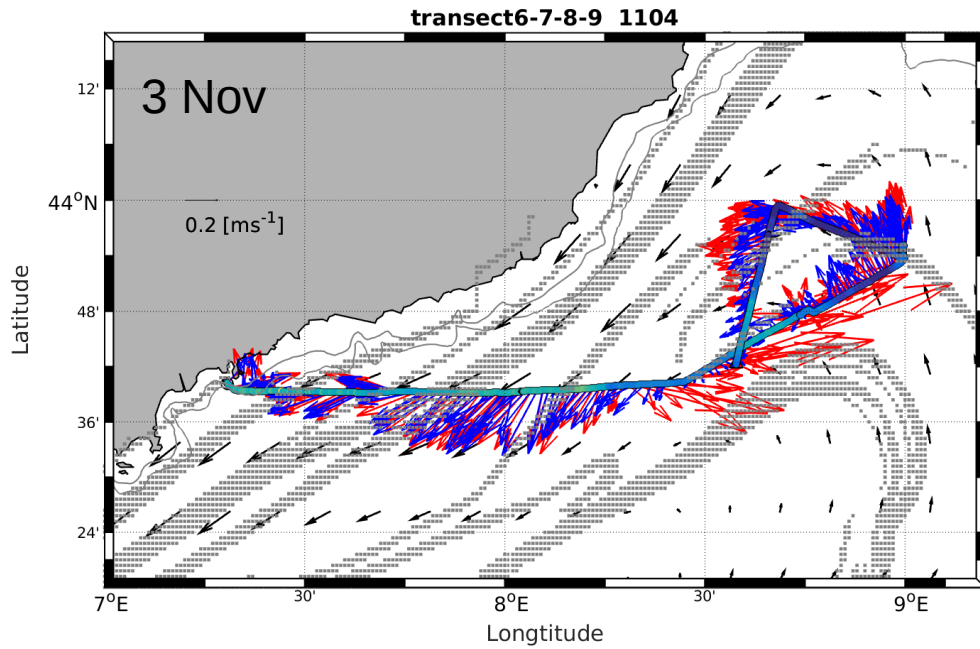 transect6-7-8-9 1104
3 Nov
0.2 [ms⁻¹]
12'
44°N
48'
36'
24'
Latitude
7°E
30'
8°E
30'
9°E
Longtitude